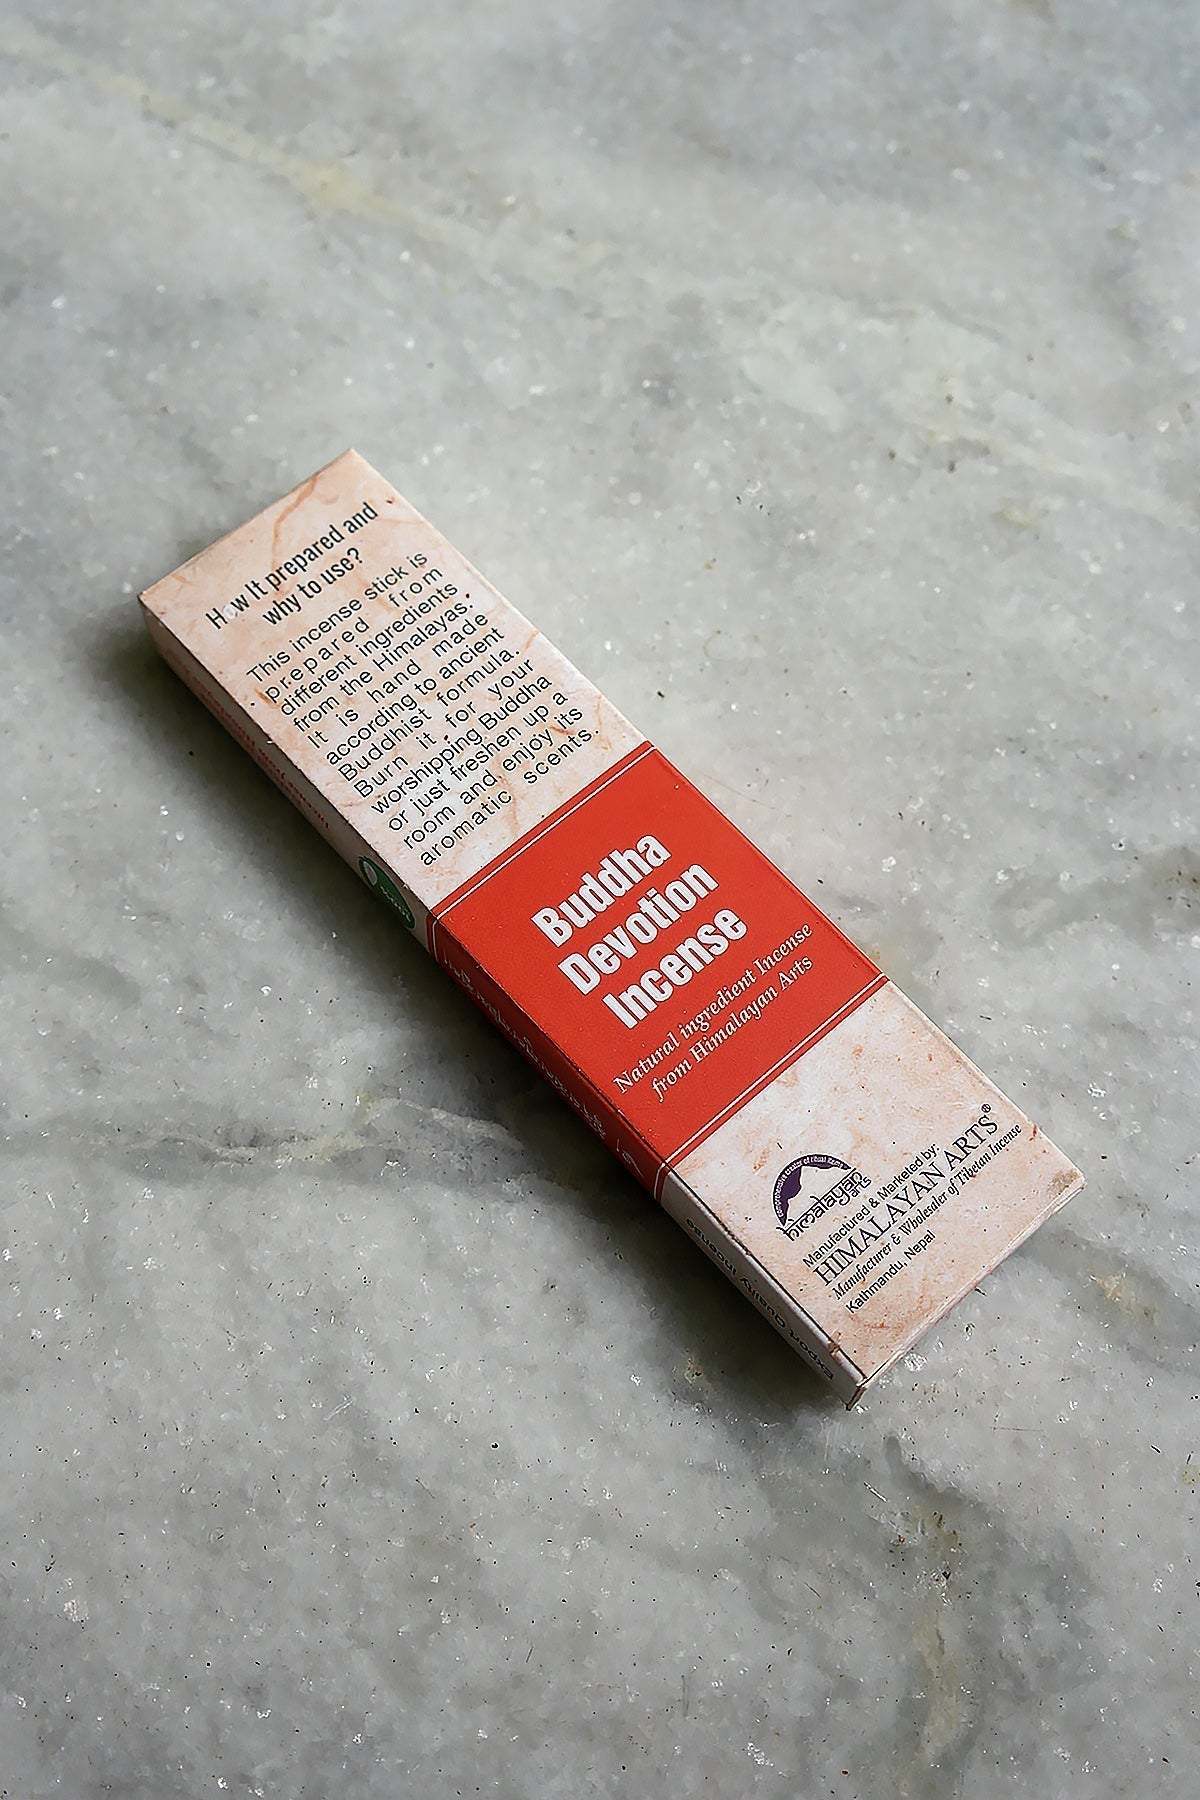 How It prepared and
why to use?
This incense stick is
prepared from
different ingredients
from the Himalayas.
It is hand made
according to ancient
Buddhist formula.
Burn it for your
worshipping Buddha
or just freshen up a
room and enjoy its
aromatic scents.
Buddha
Devotion
Incense
Natural ingredient Incense
from Himalayan Arts
himalayan
arts
Manufactured & Marketed by:
HIMALAYAN ARTS®
Manufacturer & Wholesaler of Tibetan Incense
Kathmandu, Nepal
Export Quality Incense